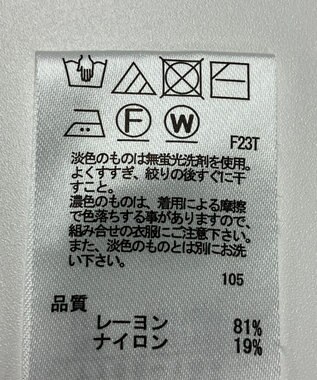 F W
F23T
淡色のものは無蛍光洗剤を使用。
よくすすぎ、絞りの後すぐに干
すこと。
濃色のものは、着用による摩擦
で色落ちする事がありますので、
組み合せの衣服にご注意下さい。
また、淡色のものとは別にお洗
い下さい。
105
品質
レーヨン 81%
ナイロン 19%